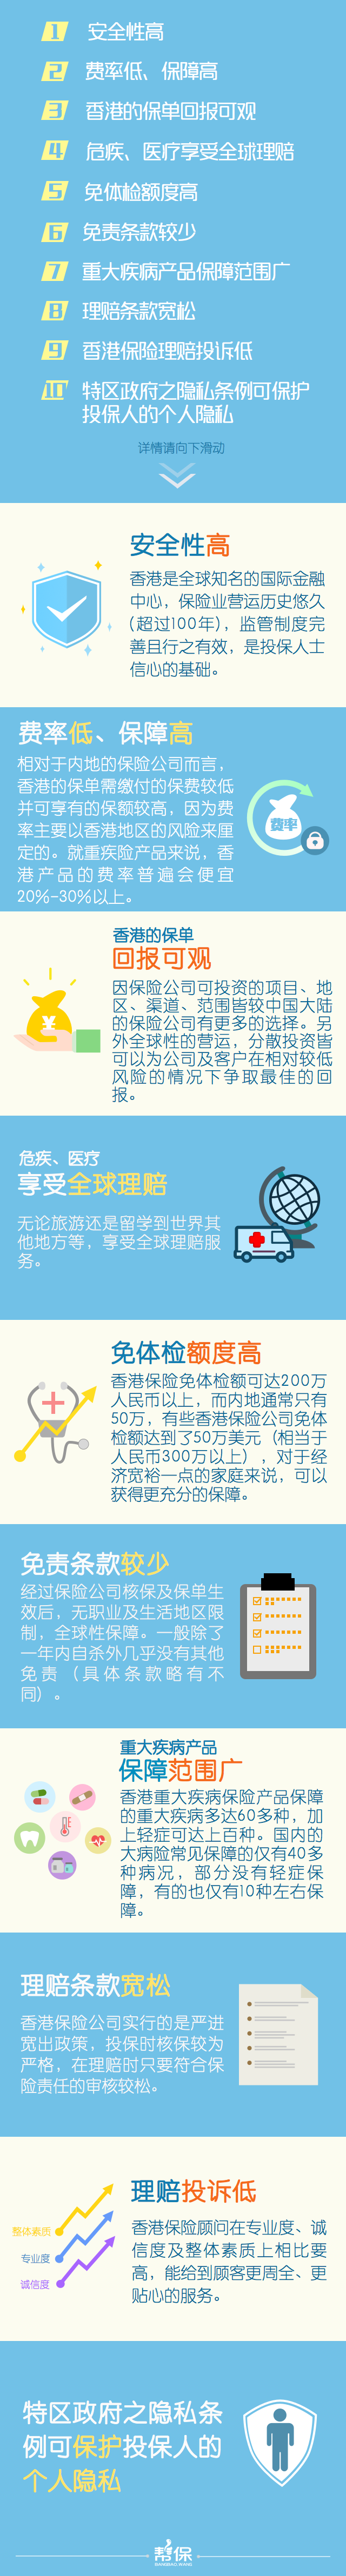 1 安全性高
2 费率低、保障高
3 香港的保单回报可观
4 危疾、医疗享受全球理赔
5 免体检额度高
6 免责条款较少
7 重大疾病产品保障范围广
8 理赔条款宽松
9 香港保险理赔投诉低
10 特区政府之隐私条例可保护
投保人的个人隐私
详情请向下滑动
安全性高
香港是全球知名的国际金融
中心，保险业营运历史悠久
(超过100年)，监管制度完
善且行之有效，是投保人士
信心的基础。
费率低、保障高
相对于内地的保险公司而言，
香港的保单需缴付的保费较低
并可享有的保额较高，因为费
率主要以香港地区的风险来厘
定的。就重疾险产品来说，香
港产品的费率普遍会便宜
20%-30%以上。
费率
香港的保单
回报可观
因保险公司可投资的项目、地
区、渠道、范围皆较中国大陆
的保险公司有更多的选择。另
外全球性的营运，分散投资皆
可以为公司及客户在相对较低
风险的情况下争取最佳的回
报。
¥
危疾、医疗
享受全球理赔
无论旅游还是留学到世界其
他地方等，享受全球理赔服
务。
免体检额度高
香港保险免体检额可达200万
人民币以上，而内地通常只有
50万，有些香港保险公司免体
检额达到了50万美元（相当于
人民币300万以上），对于经
济宽裕一点的家庭来说，可以
获得更充分的保障。
免责条款较少
经过保险公司核保及保单生
效后，无职业及生活地区限
制，全球性保障。一般除了
一年内自杀外几乎没有其他
免责（具体条款略有不
同）。
重大疾病产品
保障范围广
香港重大疾病保险产品保障
的重大疾病多达60多种，加
上轻症可达上百种。国内的
大病险常见保障的仅有40多
种病况，部分没有轻症保
障，有的也仅有10种左右保
障。
理赔条款宽松
香港保险公司实行的是严进
宽出政策，投保时核保较为
严格，在理赔时只要符合保
险责任的审核较松。
理赔投诉低
香港保险顾问在专业度、诚
信度及整体素质上相比要
高，能给到顾客更周全、更
贴心的服务。
整体素质
专业度
诚信度
特区政府之隐私条
例可保护投保人的
个人隐私
帮保
BANGBAO.WANG